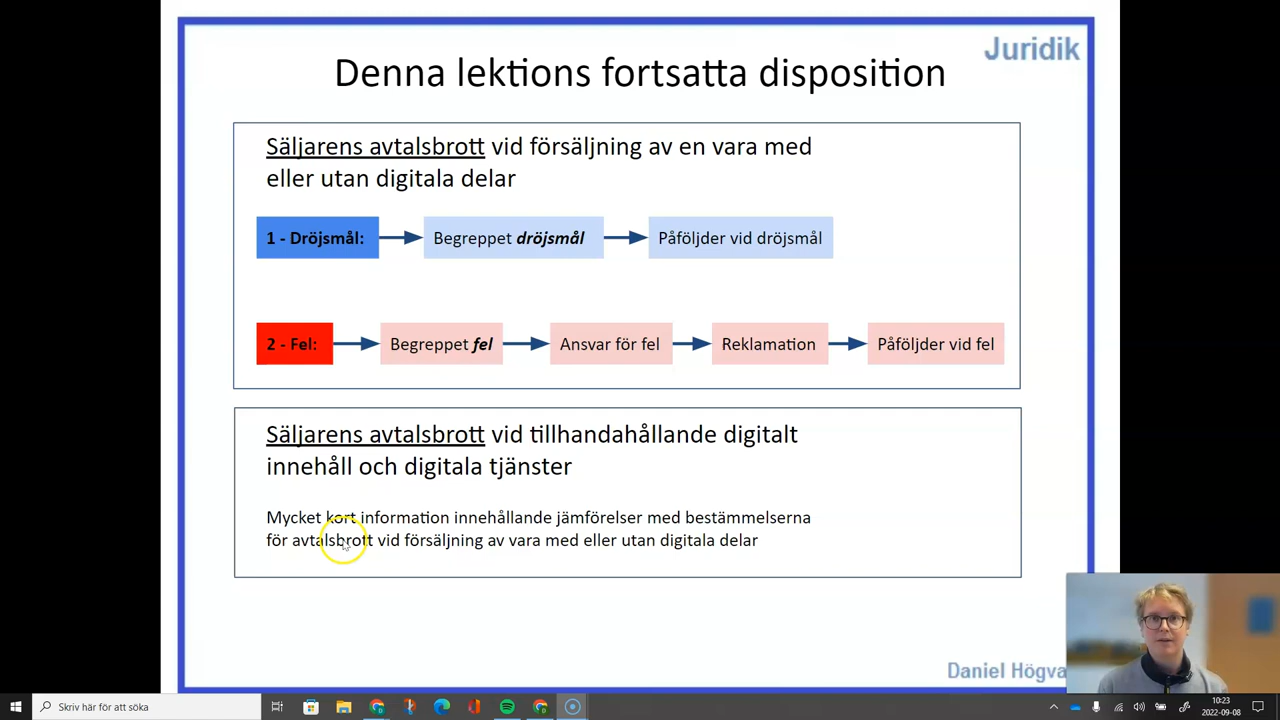 Juridik
Denna lektions fortsatta disposition
Säljarens avtalsbrott vid försäljning av en vara med
eller utan digitala delar
1 - Dröjsmål:
Begreppet dröjsmål
Påföljder vid dröjsmål
2 - Fel:
Begreppet fel
Ansvar för fel
Reklamation
Påföljder vid fel
Säljarens avtalsbrott vid tillhandahållande digitalt
innehåll och digitala tjänster
Mycket kort information innehållande jämförelser med bestämmelserna
för avtalsbrott vid försäljning av vara med eller utan digitala delar
Daniel Högva
Skriv här för att söka
10:23
2022-09-08